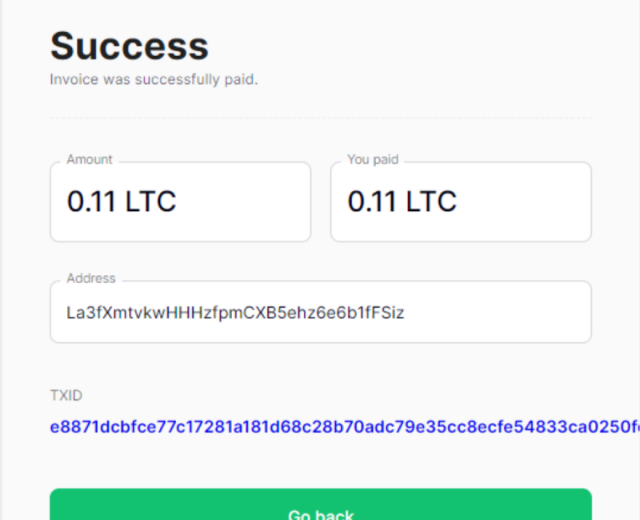 Success
Invoice was successfully paid.
Amount
You paid
0.11 LTC
0.11 LTC
Address
La3fXmtvkwHHHzfpmCXB5ehz6e6b1fFSiz
TXID
e8871dcbfce77c17281a181d68c28b70adc79e35cc8ecfe54833ca0250f
Go back